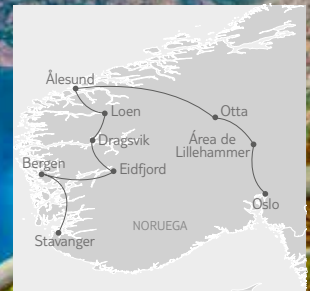 Ålesund
Loen
Otta
Dragsvik
Área de
Lillehammer
Bergen
Eidfjord
Oslo
NORUEGA
Stavanger